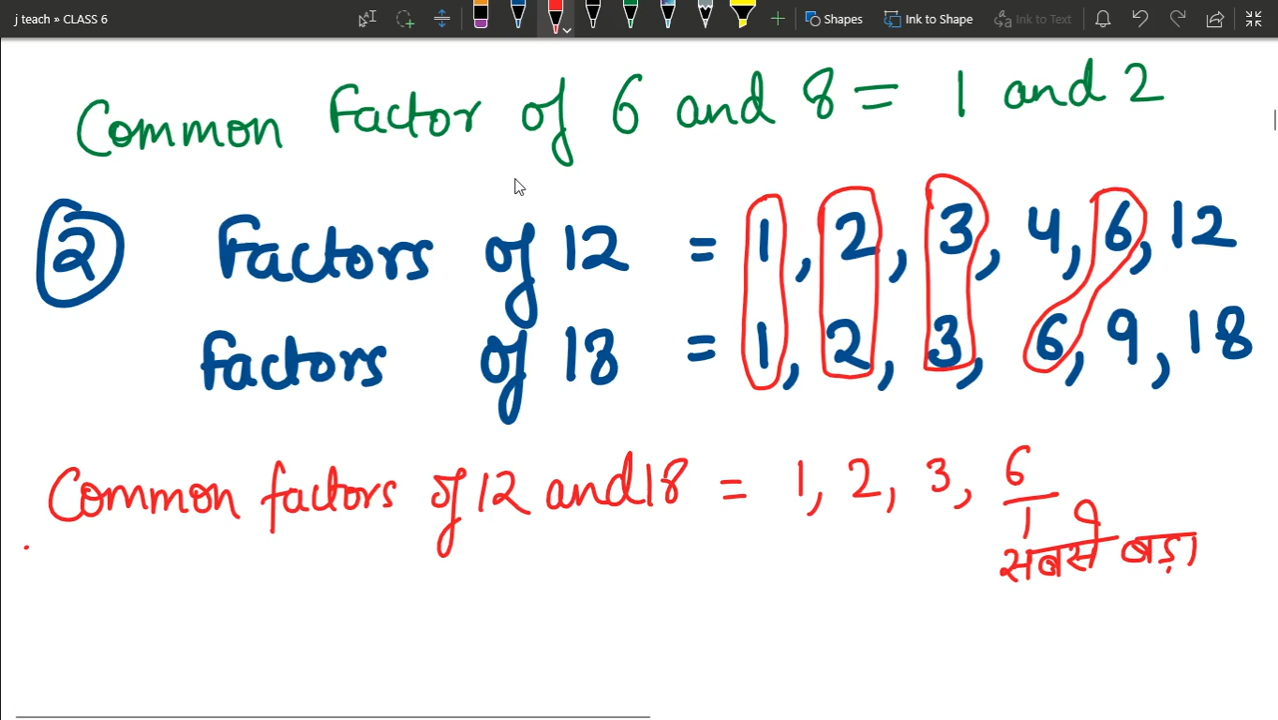 j teach » CLASS 6
Shapes Ink to Shape Ink to Text
Common Factor of 6 and 8 = 1 and 2
2 Factors of 12 = 1, 2, 3, 4, 6, 12
factors of 18 = 1, 2, 3, 6, 9, 18
Common factors of 12 and 18 = 1, 2, 3, 6
सबसे बड़ा